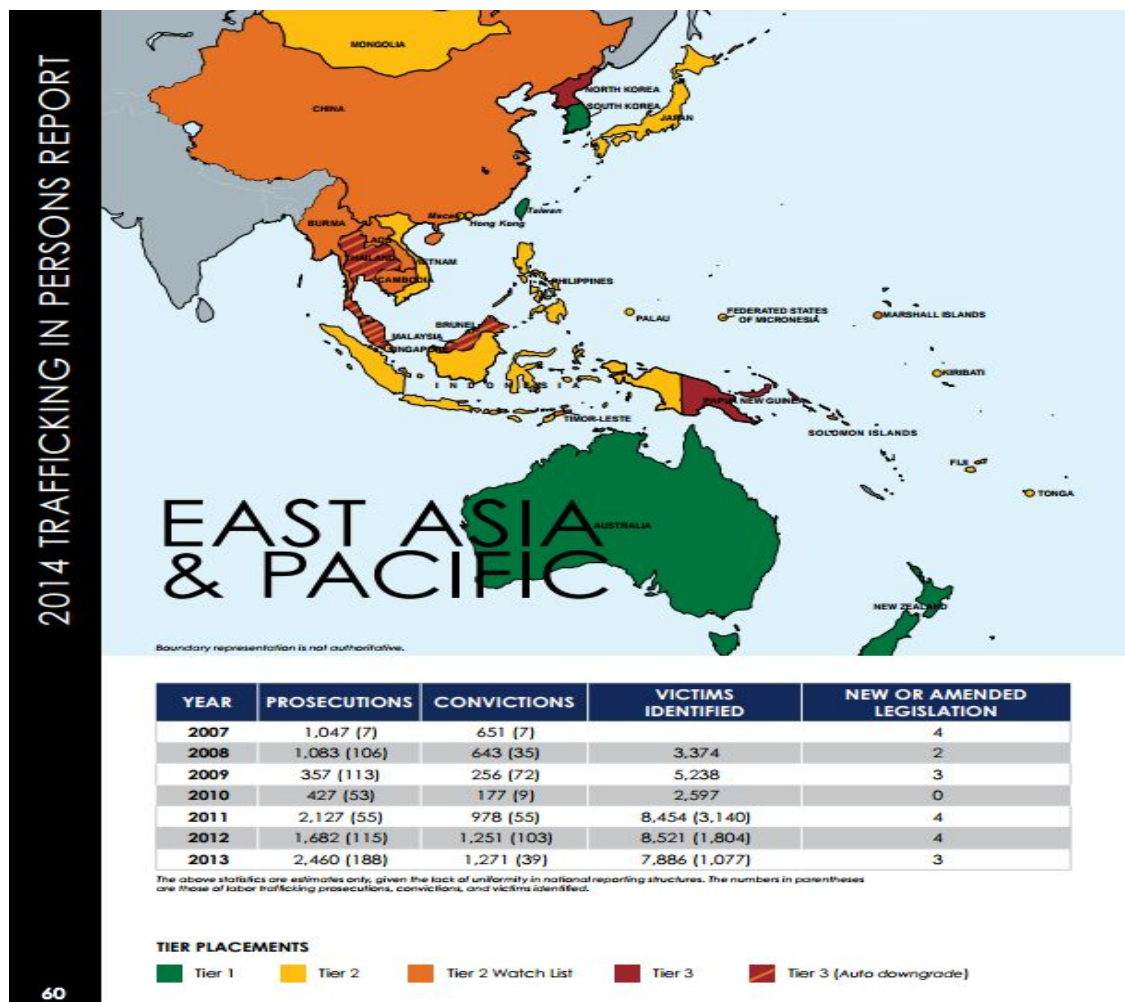 2014 TRAFFICKING IN PERSONS REPORT
MONGOLIA
CHINA
NORTH KOREA
SOUTH KOREA
JAPAN
Macau
Hong Kong
Taiwan
BURMA
LAOS
THAILAND
VIETNAM
CAMBODIA
PHILIPPINES
BRUNEI
MALAYSIA
SINGAPORE
INDONESIA
PALAU
FEDERATED STATES
OF MICRONESIA
MARSHALL ISLANDS
KIRIBATI
PAPUA NEW GUINEA
TIMOR-LESTE
SOLOMON ISLANDS
FIJI
TONGA
AUSTRALIA
NEW ZEALAND
EAST ASIA
& PACIFIC
Boundary representation is not authoritative.
YEAR PROSECUTIONS CONVICTIONS VICTIMS IDENTIFIED NEW OR AMENDED LEGISLATION
2007 1,047 (7) 651 (7) 4
2008 1,083 (106) 643 (35) 3,374 2
2009 357 (113) 256 (72) 5,238 3
2010 427 (53) 177 (9) 2,597 0
2011 2,127 (55) 978 (55) 8,454 (3,140) 4
2012 1,682 (115) 1,251 (103) 8,521 (1,804) 4
2013 2,460 (188) 1,271 (39) 7,886 (1,077) 3
The above statistics are estimates only, given the lack of uniformity in national reporting structures. The numbers in parentheses
are those of labor trafficking prosecutions, convictions, and victims identified.
TIER PLACEMENTS
Tier 1 Tier 2 Tier 2 Watch List Tier 3 Tier 3 (Auto downgrade)
60